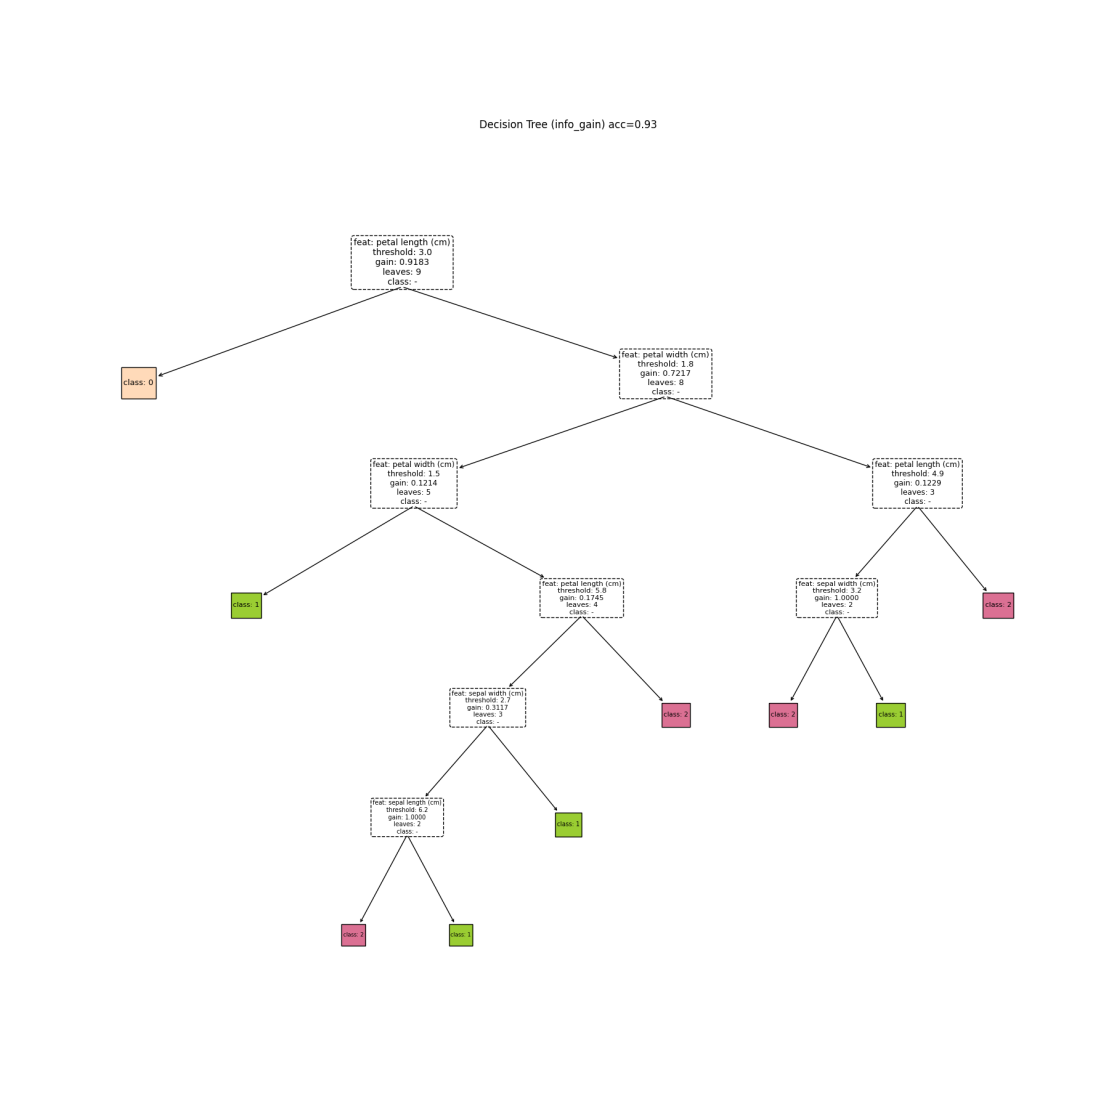 Decision Tree (info_gain) acc=0.93
feat: petal length (cm)
threshold: 3.0
gain: 0.9183
leaves: 9
class: -
class: 0
feat: petal width (cm)
threshold: 1.8
gain: 0.7217
leaves: 8
class: -
feat: petal width (cm)
threshold: 1.5
gain: 0.1214
leaves: 5
class: -
feat: petal length (cm)
threshold: 4.9
gain: 0.1229
leaves: 3
class: -
class: 1
feat: petal length (cm)
threshold: 5.8
gain: 0.1745
leaves: 4
class: -
feat: sepal width (cm)
threshold: 3.2
gain: 1.0000
leaves: 2
class: -
class: 2
feat: sepal width (cm)
threshold: 2.7
gain: 0.3117
leaves: 3
class: -
class: 2
class: 2
class: 1
feat: sepal length (cm)
threshold: 6.2
gain: 1.0000
leaves: 2
class: -
class: 1
class: 2
class: 1